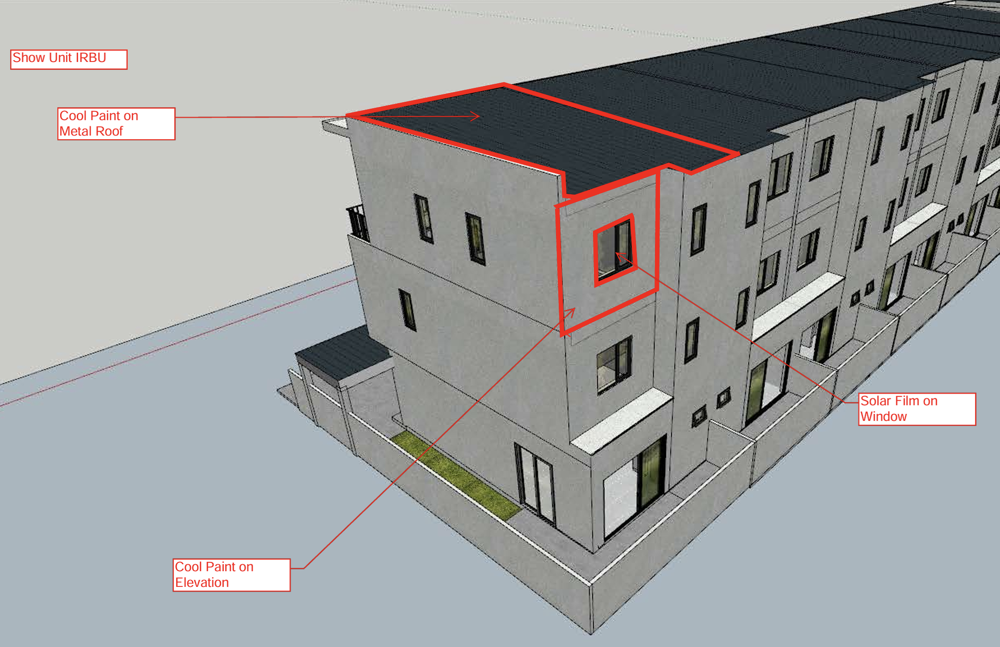 Show Unit IRBU
Cool Paint on
Metal Roof
Solar Film on
Window
Cool Paint on
Elevation